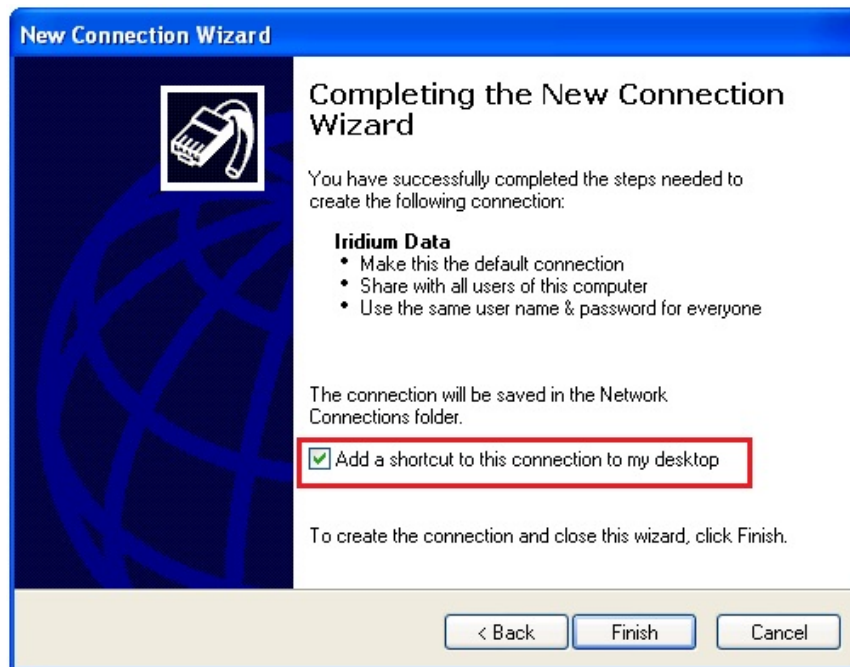 New Connection Wizard
Completing the New Connection
Wizard
You have successfully completed the steps needed to
create the following connection:
Iridium Data
• Make this the default connection
• Share with all users of this computer
• Use the same user name & password for everyone
The connection will be saved in the Network
Connections folder.
Add a shortcut to this connection to my desktop
To create the connection and close this wizard, click Finish.
< Back Finish Cancel